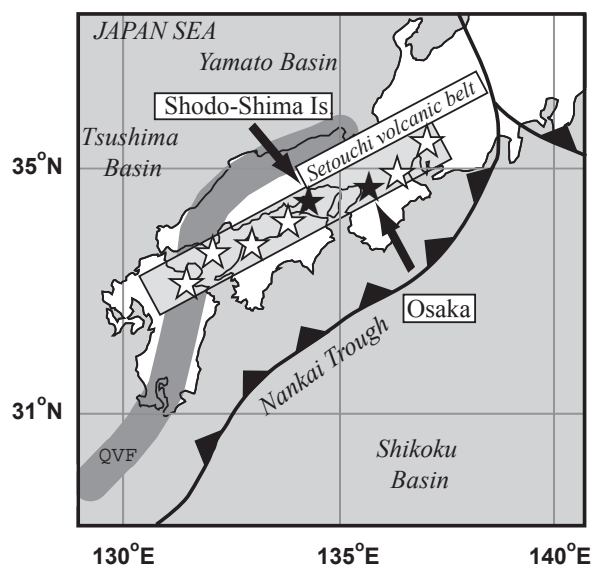 JAPAN SEA
Yamato Basin
Shodo-Shima Is
Setouchi volcanic belt
Tsushima
Basin
35°N
Osaka
Nankai Trough
31°N
Shikoku
Basin
QVF
130°E
135°E
140°E